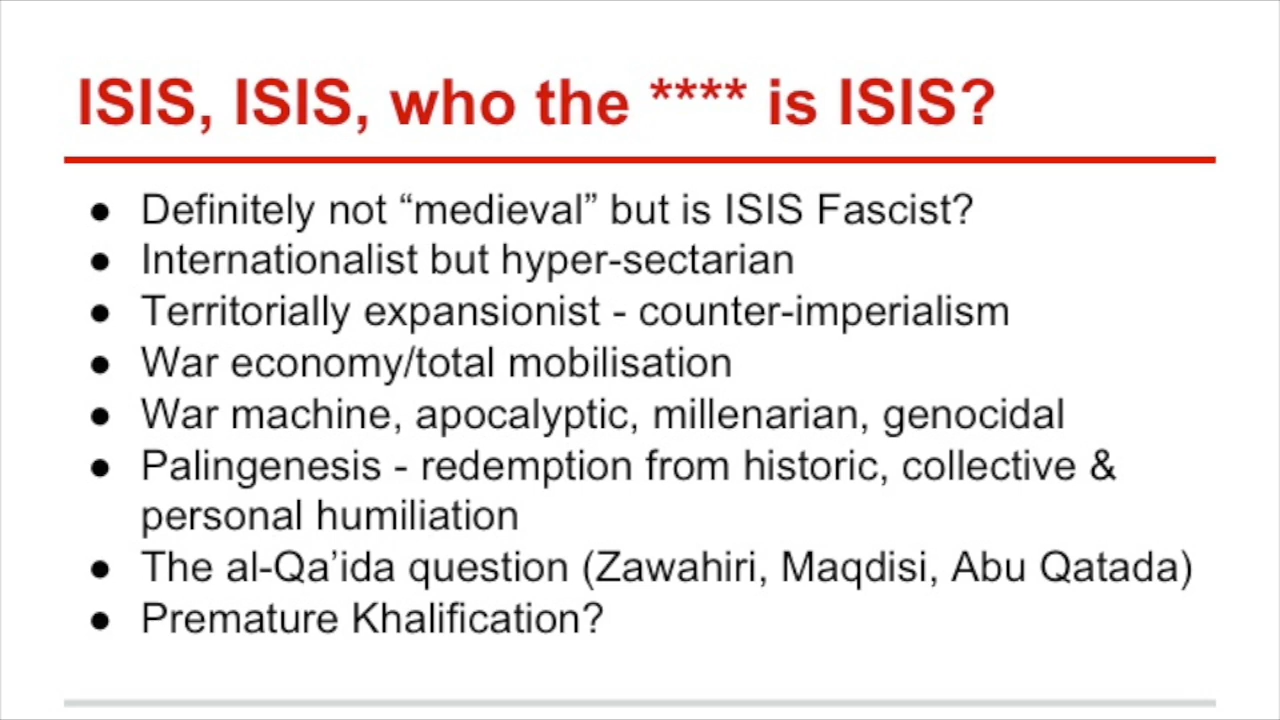 ISIS, ISIS, who the **** is ISIS?
● Definitely not “medieval” but is ISIS Fascist?
● Internationalist but hyper-sectarian
● Territorially expansionist - counter-imperialism
● War economy/total mobilisation
● War machine, apocalyptic, millenarian, genocidal
● Palingenesis - redemption from historic, collective &
personal humiliation
● The al-Qa’ida question (Zawahiri, Maqdisi, Abu Qatada)
● Premature Khalification?